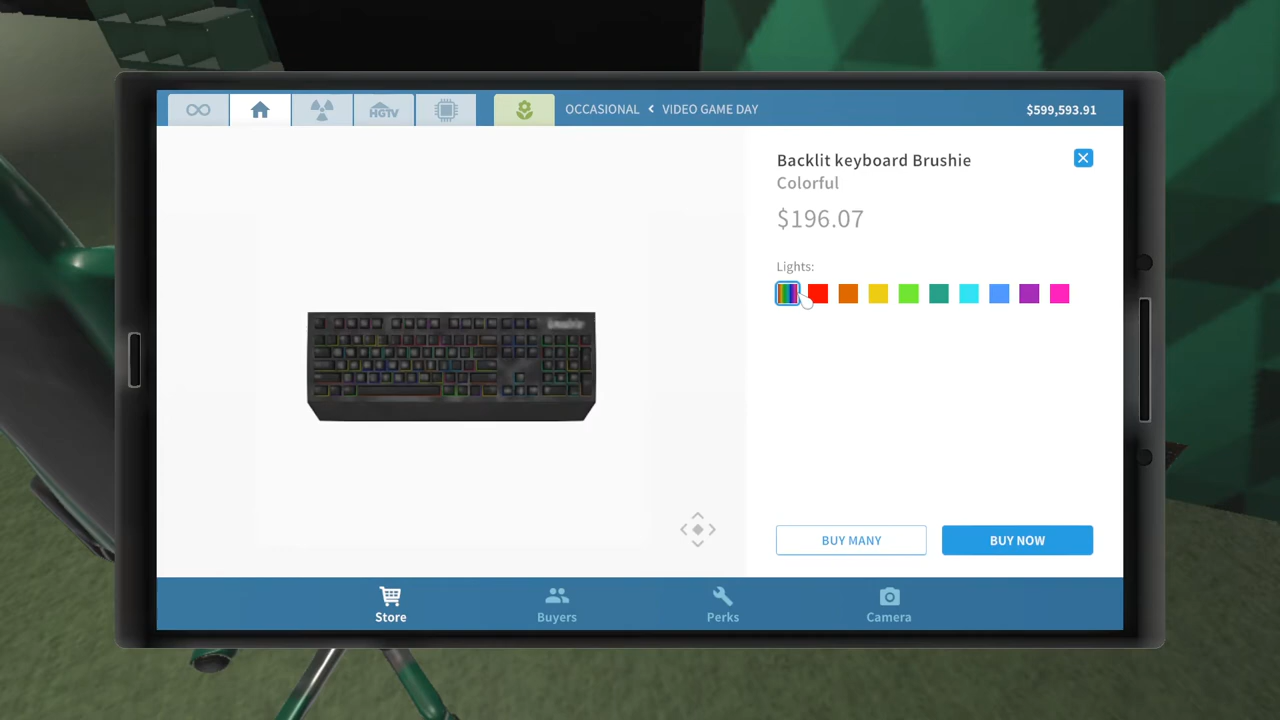 HGTV
OCCASIONAL < VIDEO GAME DAY
$599,593.91
Backlit keyboard Brushie
Colorful
$196.07
Lights:
BUY MANY
BUY NOW
Store
Buyers
Perks
Camera